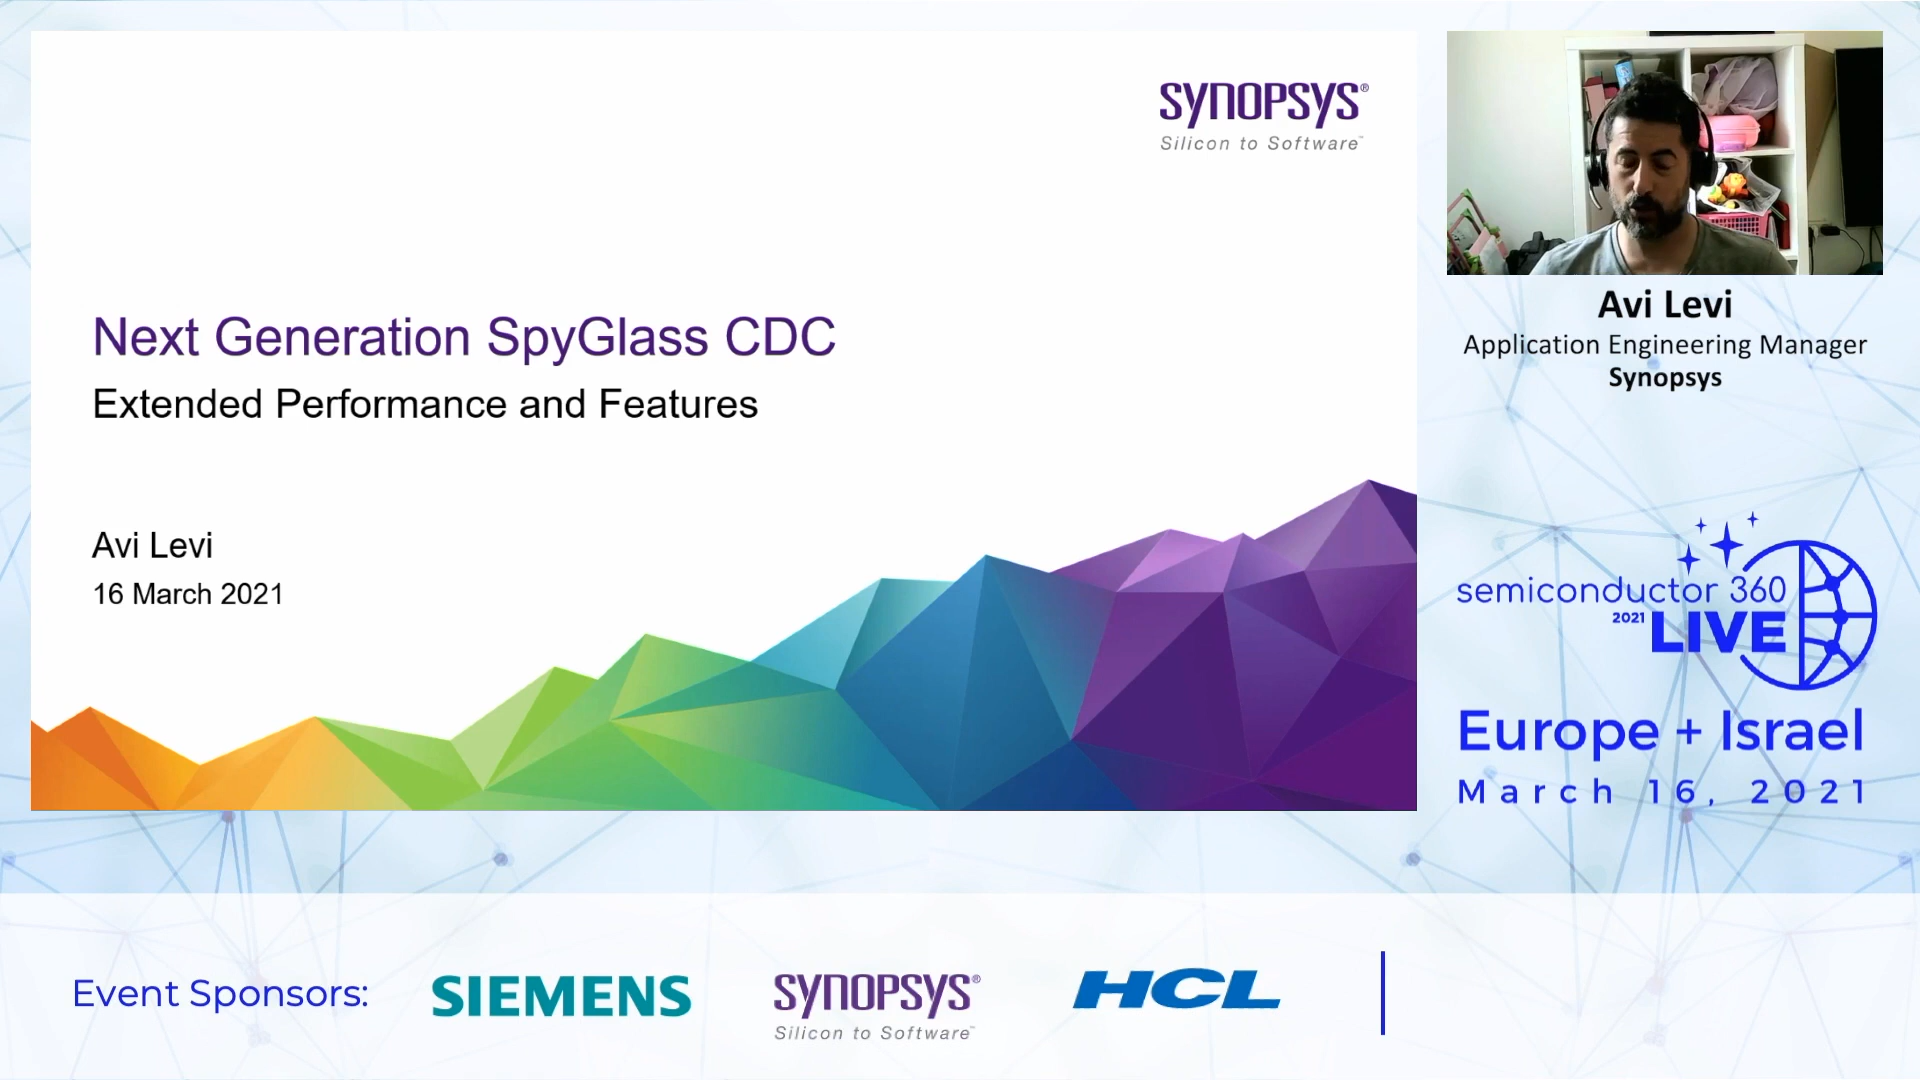 SYNOPSYS®
Silicon to Software™
Next Generation SpyGlass CDC
Extended Performance and Features
Avi Levi
16 March 2021
Avi Levi
Application Engineering Manager
Synopsys
semiconductor 360
2021 LIVE
Europe + Israel
March 16, 2021
Event Sponsors:
SIEMENS
SYNOPSYS®
Silicon to Software™
HCL